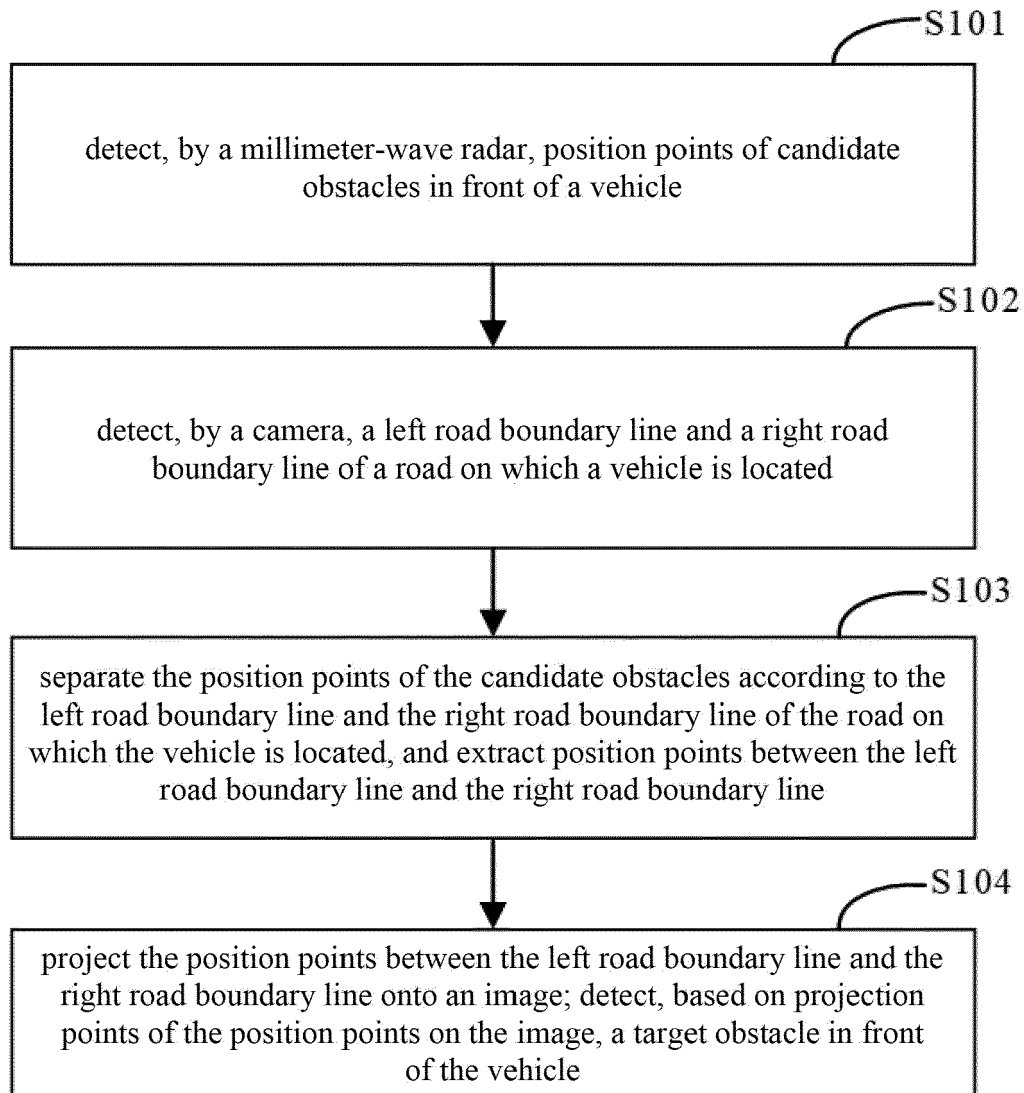 S101
detect, by a millimeter-wave radar, position points of candidate
obstacles in front of a vehicle
S102
detect, by a camera, a left road boundary line and a right road
boundary line of a road on which a vehicle is located
S103
separate the position points of the candidate obstacles according to the
left road boundary line and the right road boundary line of the road on
which the vehicle is located, and extract position points between the left
road boundary line and the right road boundary line
S104
project the position points between the left road boundary line and the
right road boundary line onto an image; detect, based on projection
points of the position points on the image, a target obstacle in front
of the vehicle